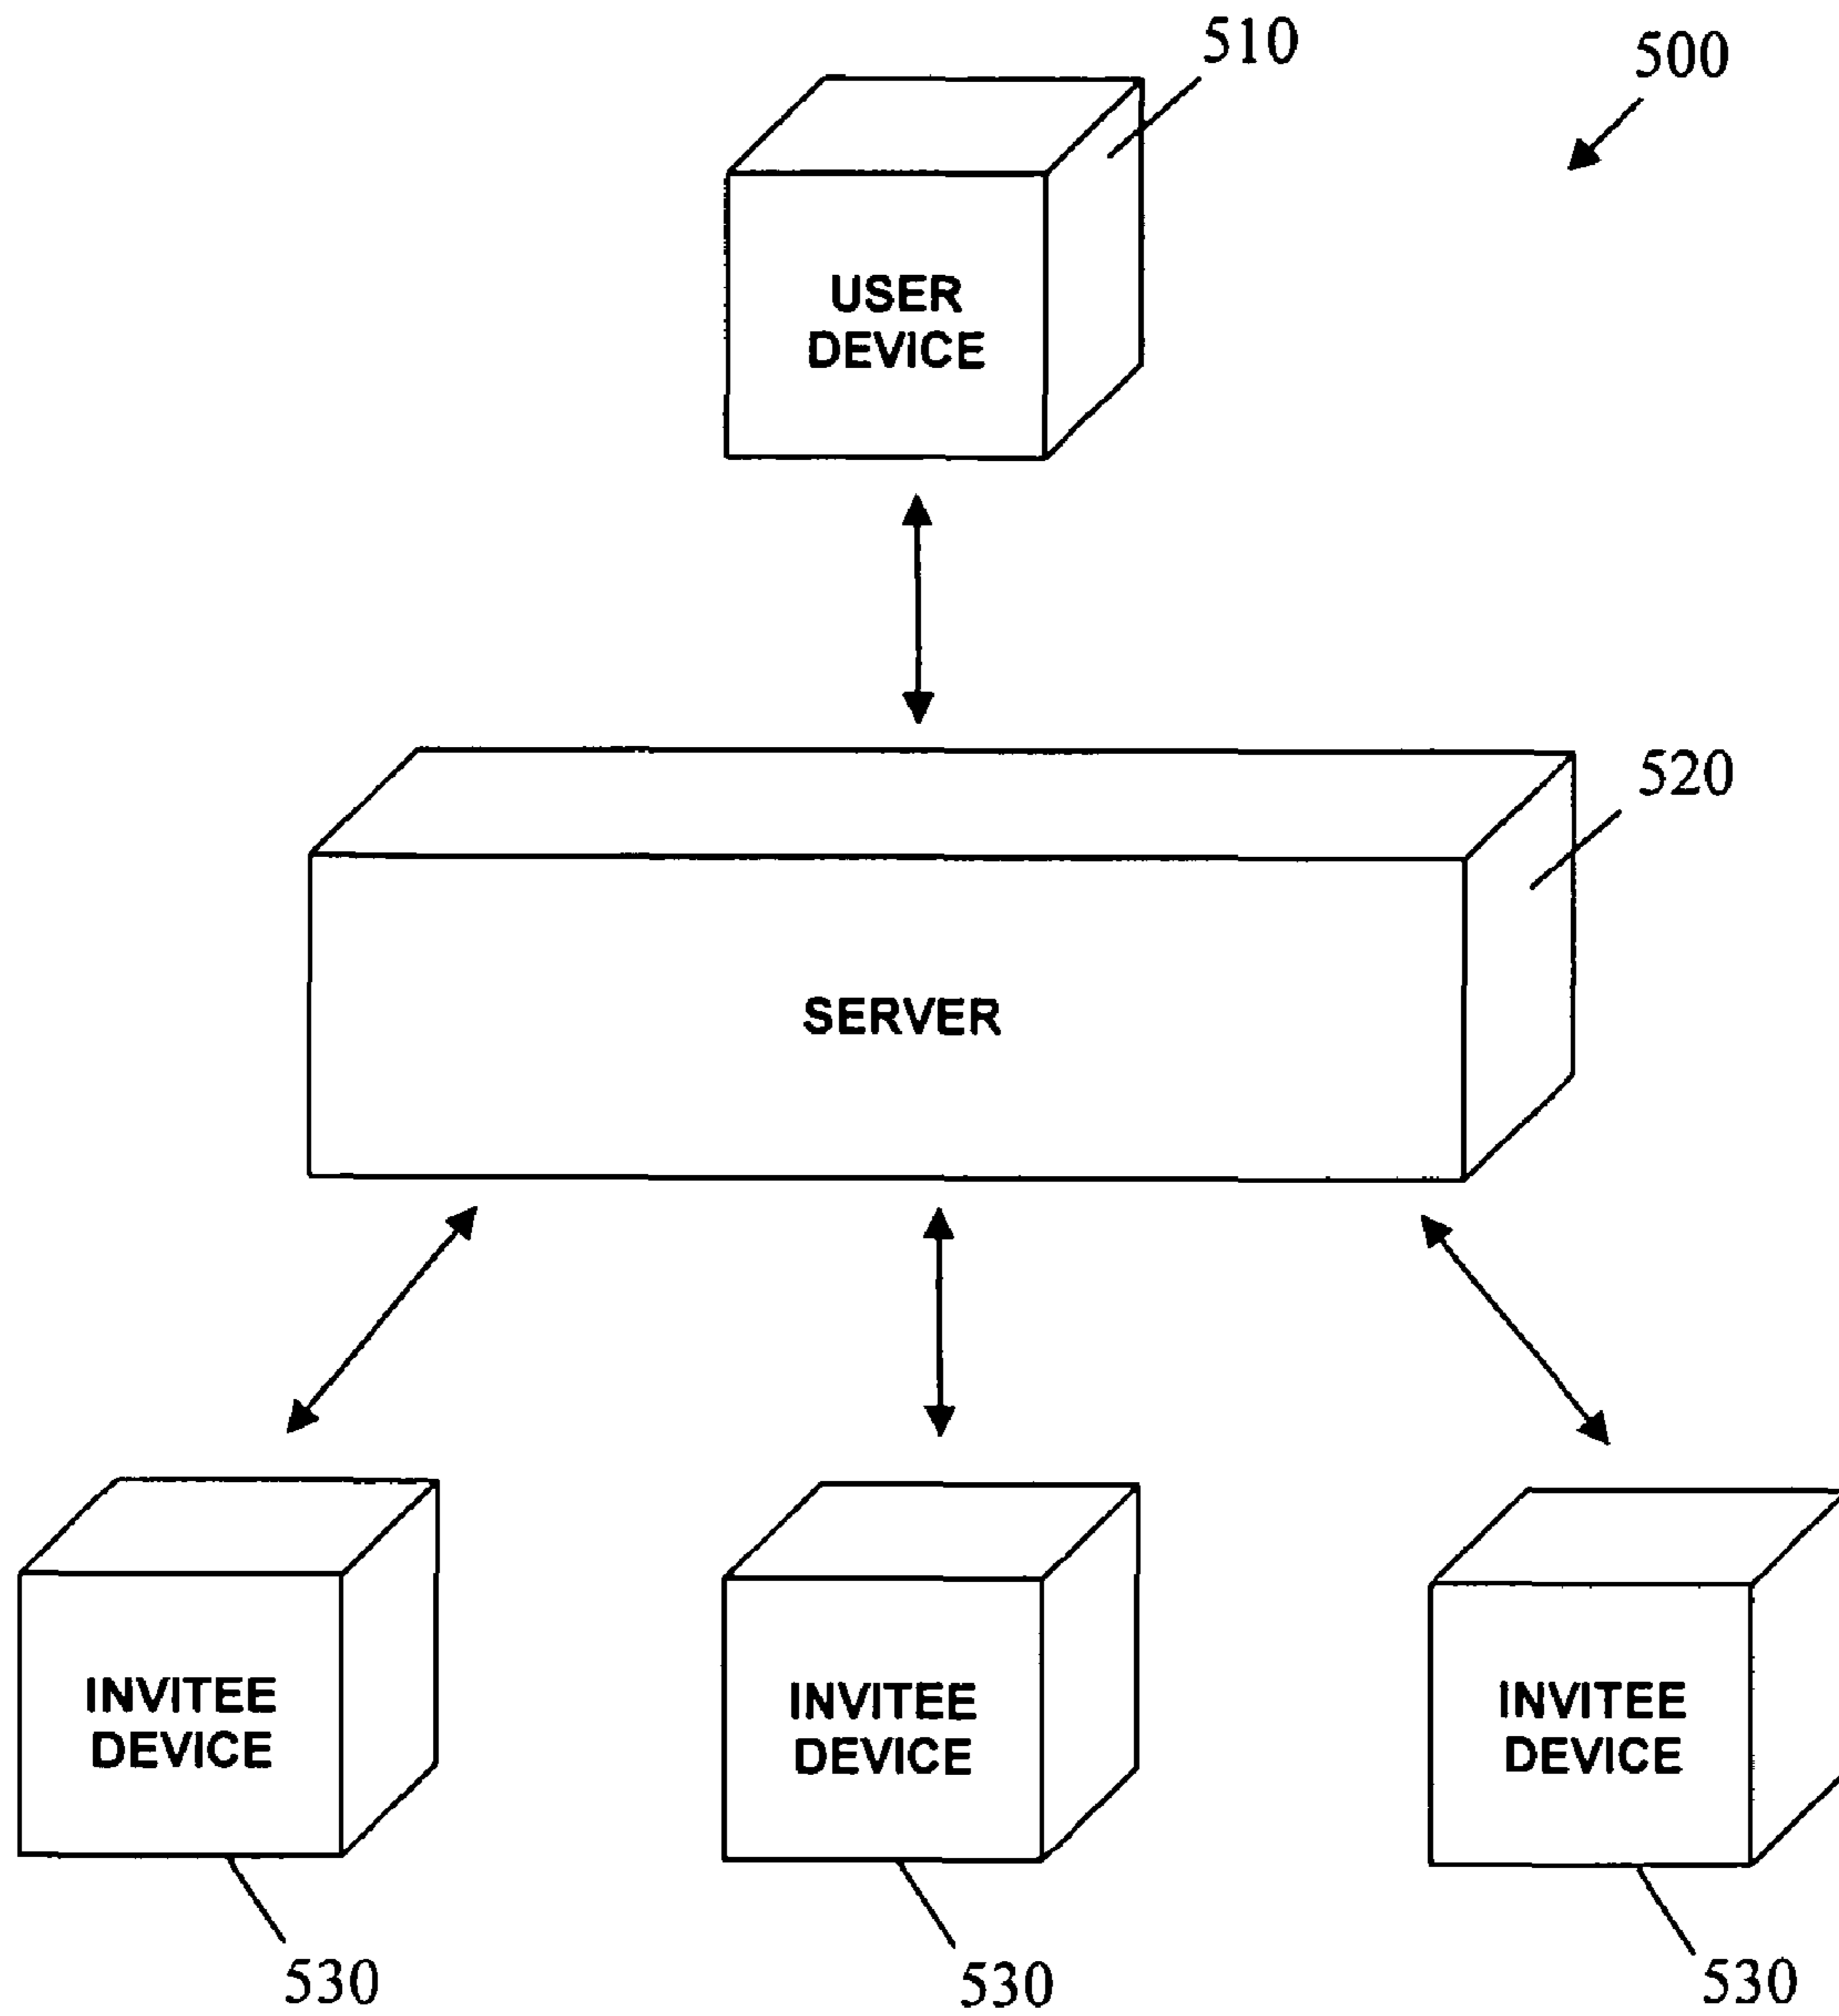 510
500
USER
DEVICE
520
SERVER
INVITEE
DEVICE
INVITEE
DEVICE
INVITEE
DEVICE
530
530
530